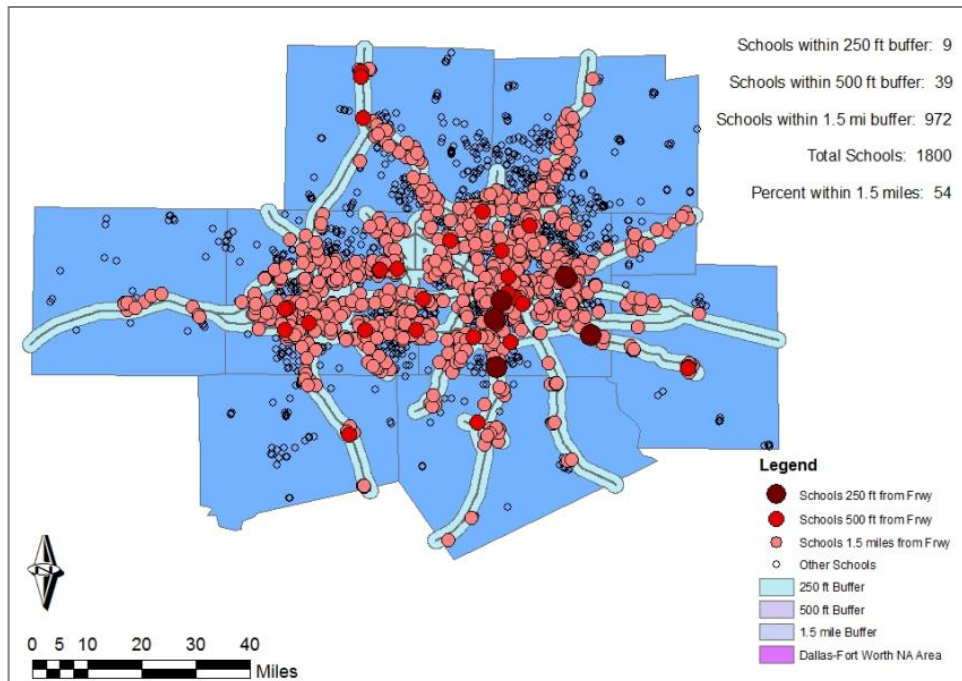 Schools within 250 ft buffer: 9
Schools within 500 ft buffer: 39
Schools within 1.5 mi buffer: 972
Total Schools: 1800
Percent within 1.5 miles: 54
Legend
Schools 250 ft from Frwy
Schools 500 ft from Frwy
Schools 1.5 miles from Frwy
Other Schools
250 ft Buffer
500 ft Buffer
1.5 mile Buffer
Dallas-Fort Worth NA Area
N
0 5 10 20 30 40
Miles